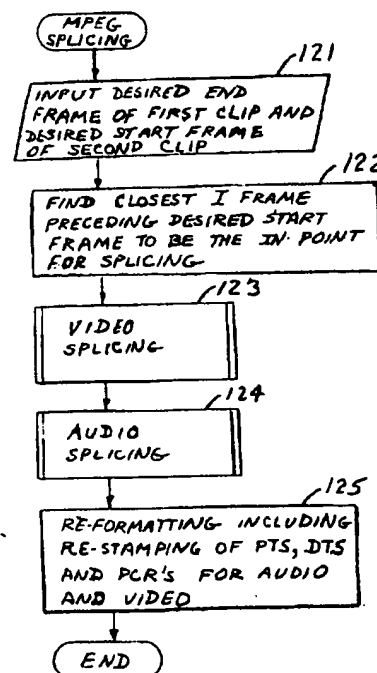 MPEG
SPLICING
121
INPUT DESIRED END
FRAME OF FIRST CLIP AND
DESIRED START FRAME
OF SECOND CLIP
122
FIND CLOSEST I FRAME
PRECEDING DESIRED START
FRAME TO BE THE IN-POINT
FOR SPLICING
123
VIDEO
SPLICING
124
AUDIO
SPLICING
125
RE-FORMATTING INCLUDING
RE-STAMPING OF PTS, DTS
AND PCR'S FOR AUDIO
AND VIDEO
END